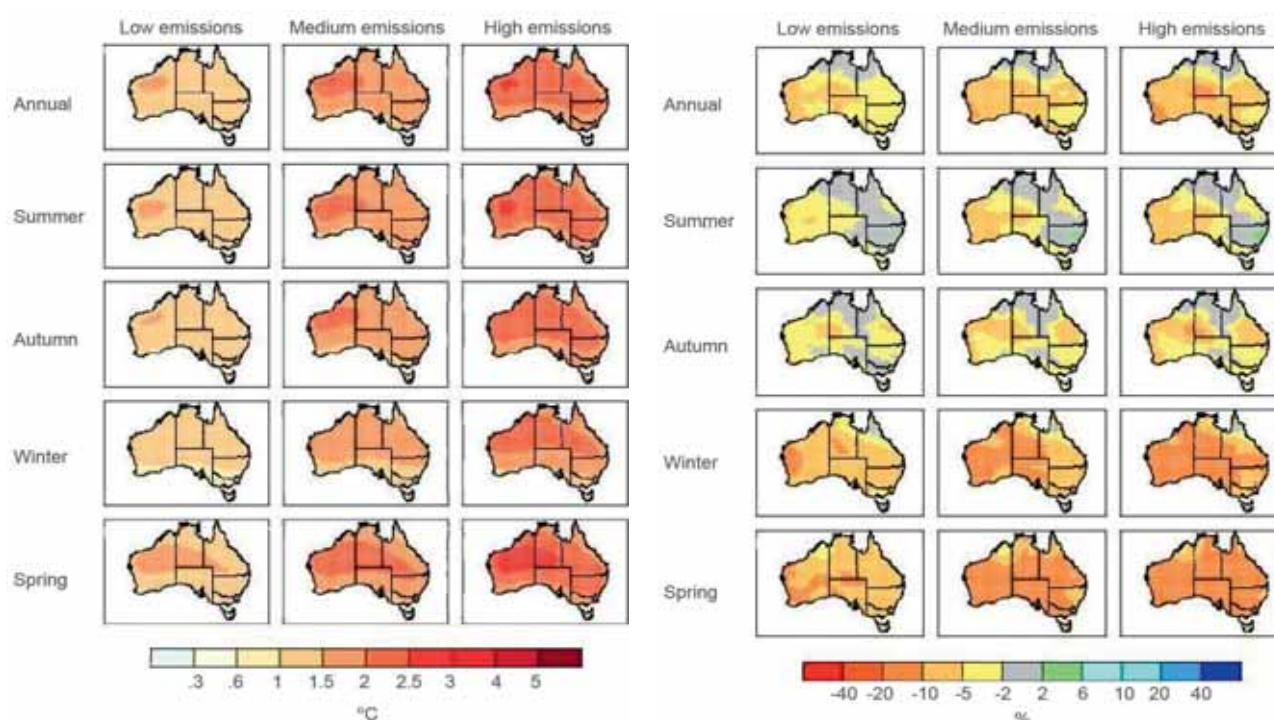 Low emissions Medium emissions High emissions
Annual
Summer
Autumn
Winter
Spring
.3 .6 1 1.5 2 2.5 3 4 5
ºC
Low emissions Medium emissions High emissions
Annual
Summer
Autumn
Winter
Spring
-40 -20 -10 -5 -2 2 6 10 20 40
%